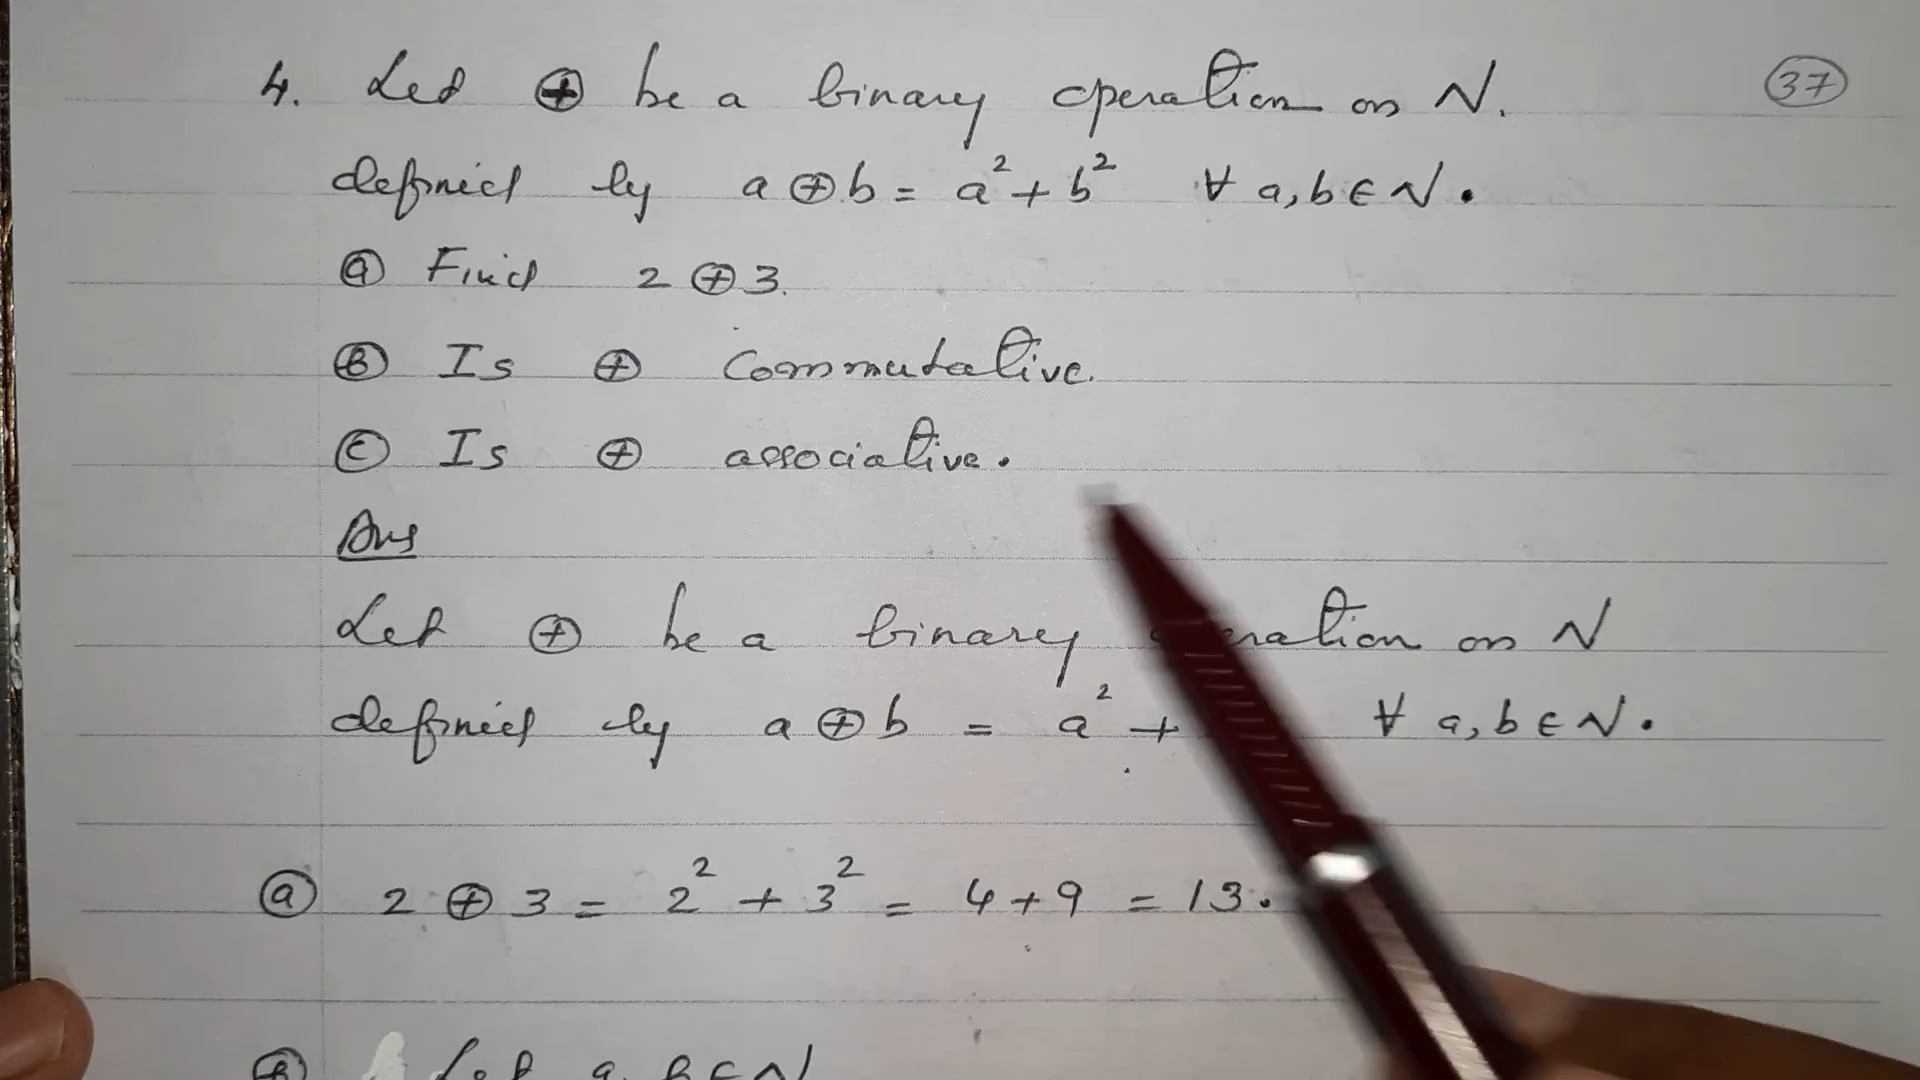 4. Let ⊕ be a binary operation on N. 37
defined by a ⊕ b = a² + b² ∀ a, b ∈ N.
ⓐ Find 2 ⊕ 3.
ⓑ Is ⊕ commutative.
ⓒ Is ⊕ associative.
Ans
Let ⊕ be a binary on N
defined by a ⊕ b = a² + ∀ a, b ∈ N.
ⓐ 2 ⊕ 3 = 2² + 3² = 4 + 9 = 13.
ⓑ Let a, b ∈ N